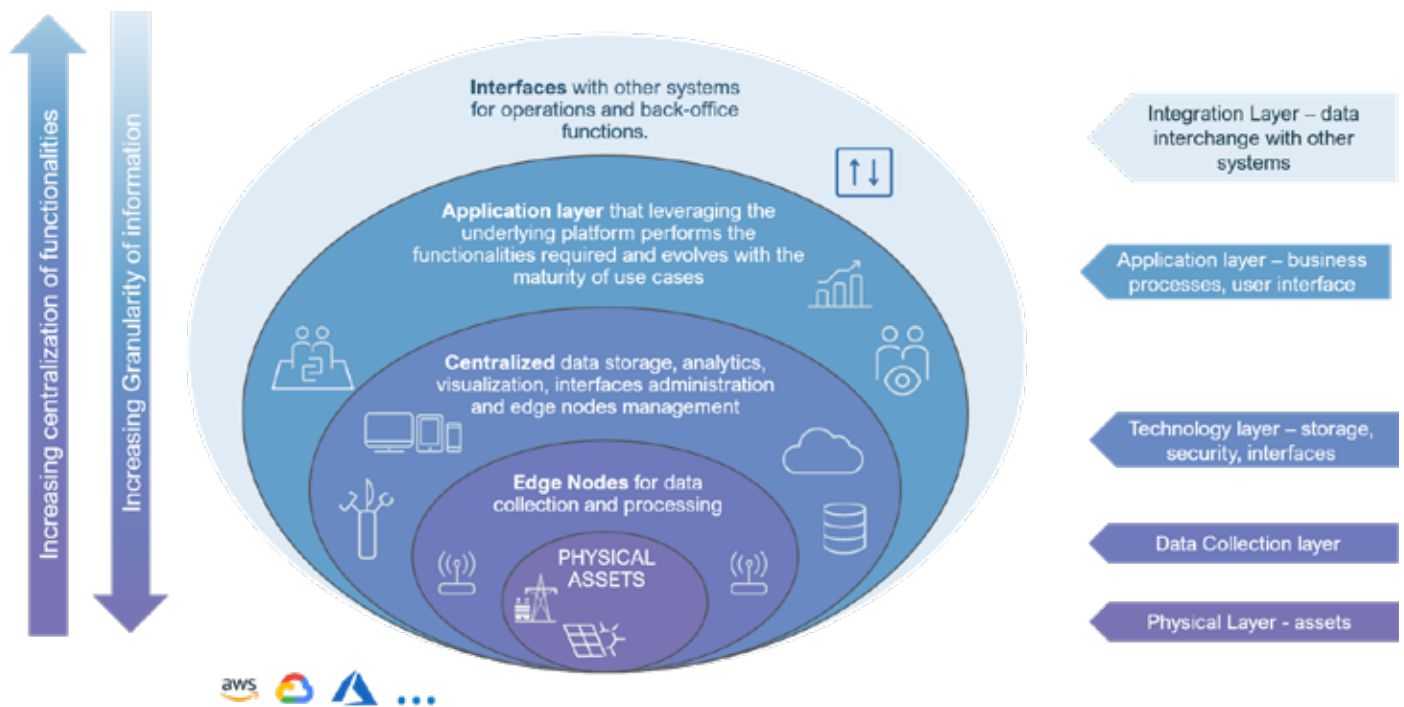 Increasing centralization of functionalities
Increasing Granularity of information
Interfaces with other systems
for operations and back-office
functions.
Application layer that leveraging the
underlying platform performs the
functionalities required and evolves with the
maturity of use cases
Centralized data storage, analytics,
visualization, interfaces administration
and edge nodes management
Edge Nodes for data
collection and processing
PHYSICAL
ASSETS
Integration Layer – data
interchange with other
systems
Application layer – business
processes, user interface
Technology layer – storage,
security, interfaces
Data Collection layer
Physical Layer - assets
aws
...